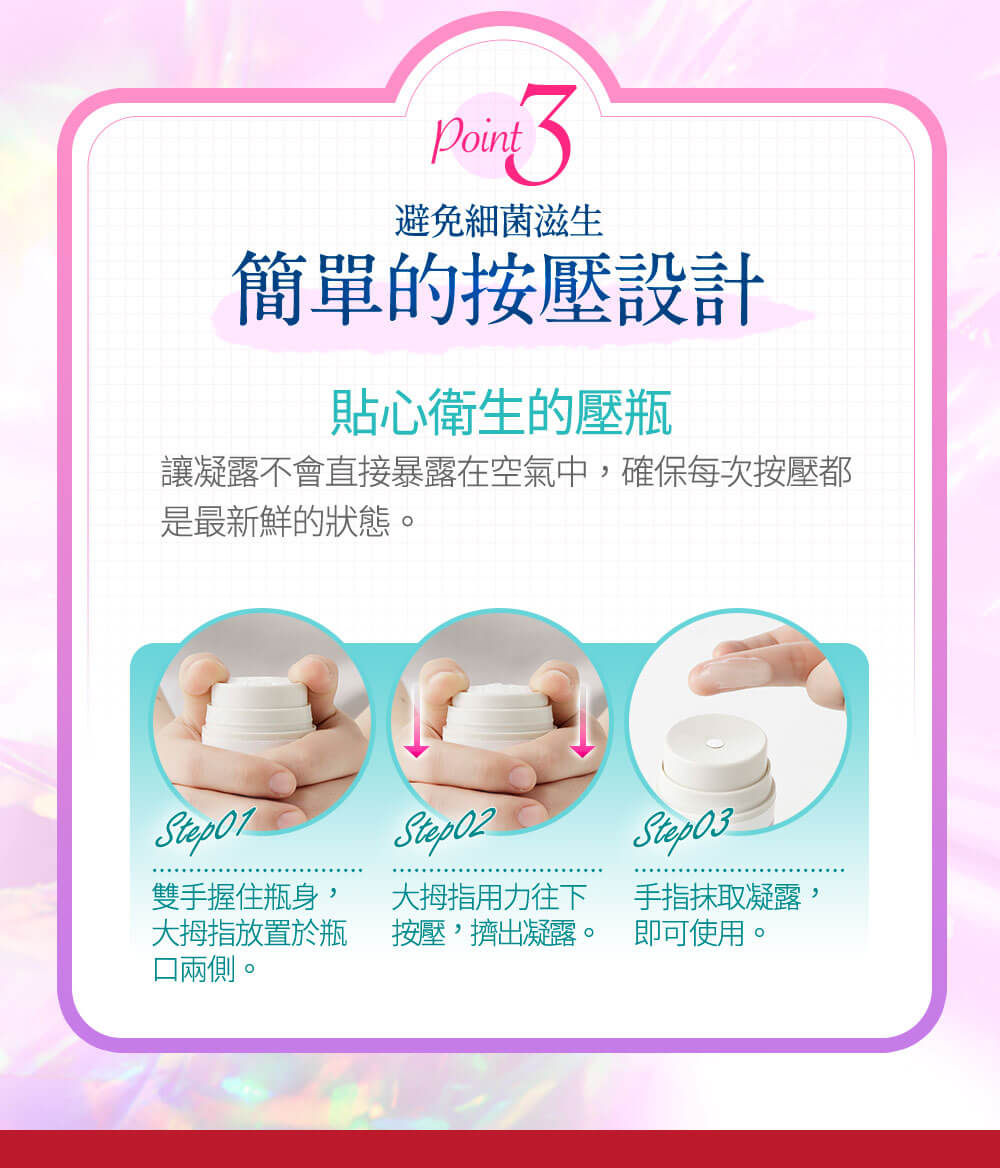 Point 3
避免細菌滋生
簡單的按壓設計
貼心衛生的壓瓶
讓凝露不會直接暴露在空氣中，確保每次按壓都
是最新鮮的狀態。
Step01
雙手握住瓶身，
大拇指放置於瓶
口兩側。
Step02
大拇指用力往下
按壓，擠出凝露。
Step03
手指抹取凝露，
即可使用。